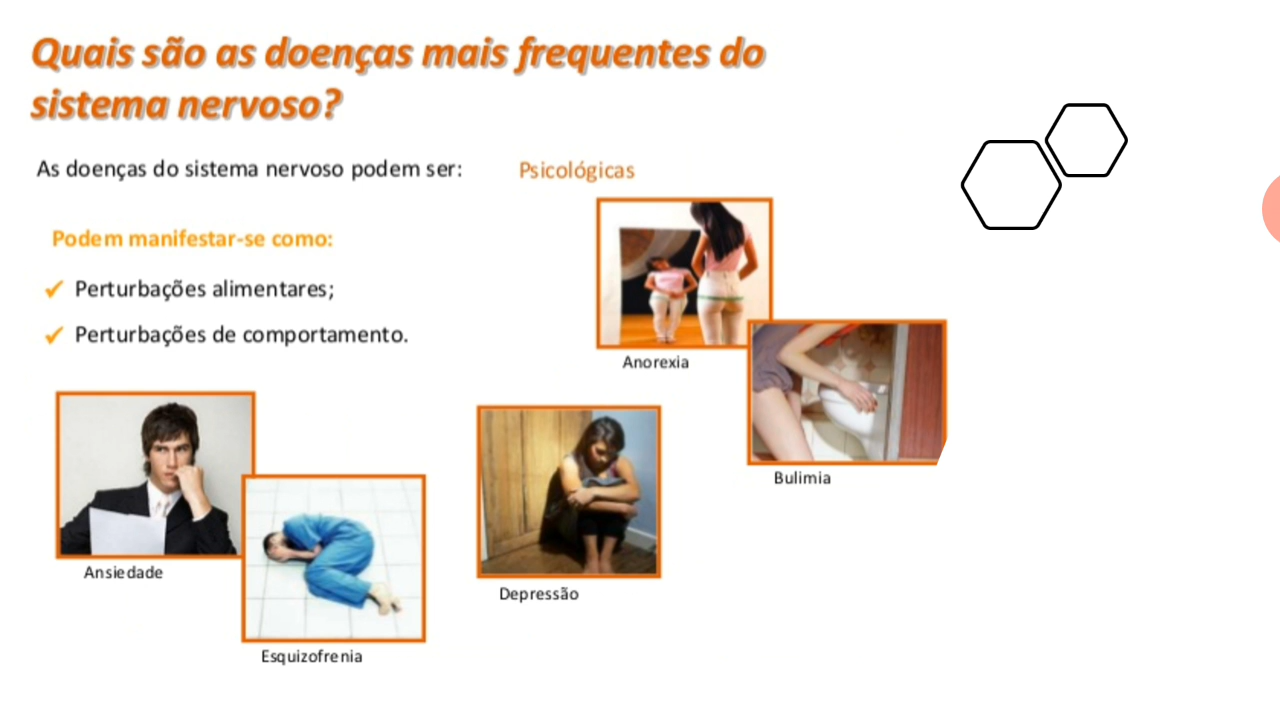 Quais são as doenças mais frequentes do
sistema nervoso?
As doenças do sistema nervoso podem ser:
Psicológicas
Podem manifestar-se como:
Perturbações alimentares;
Perturbações de comportamento.
Anorexia
Bulimia
Ansiedade
Depressão
Esquizofrenia